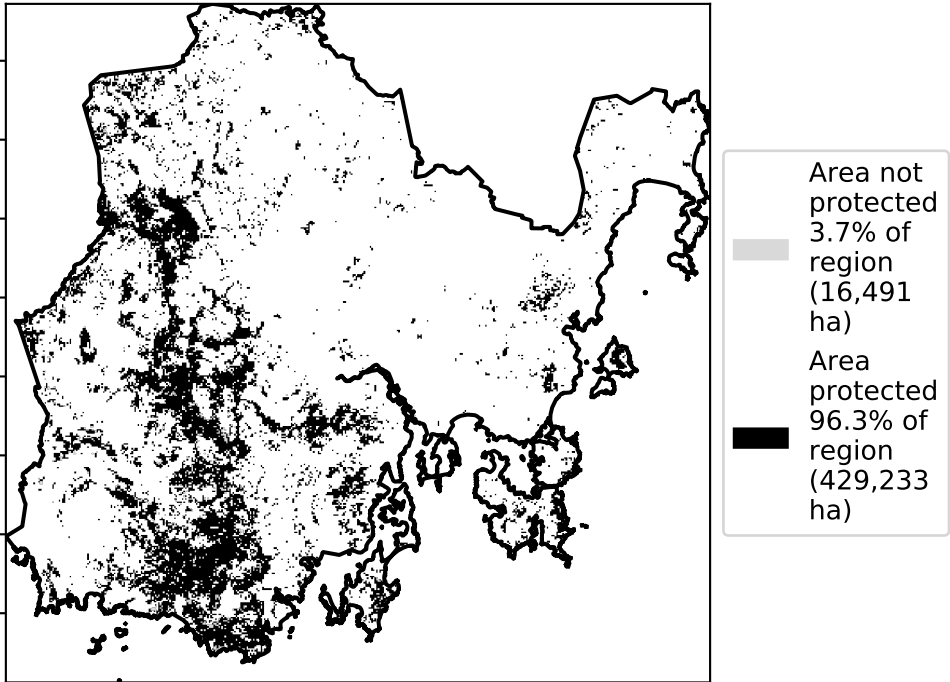 Area not
protected
3.7% of
region
(16,491
ha)
Area
protected
96.3% of
region
(429,233
ha)